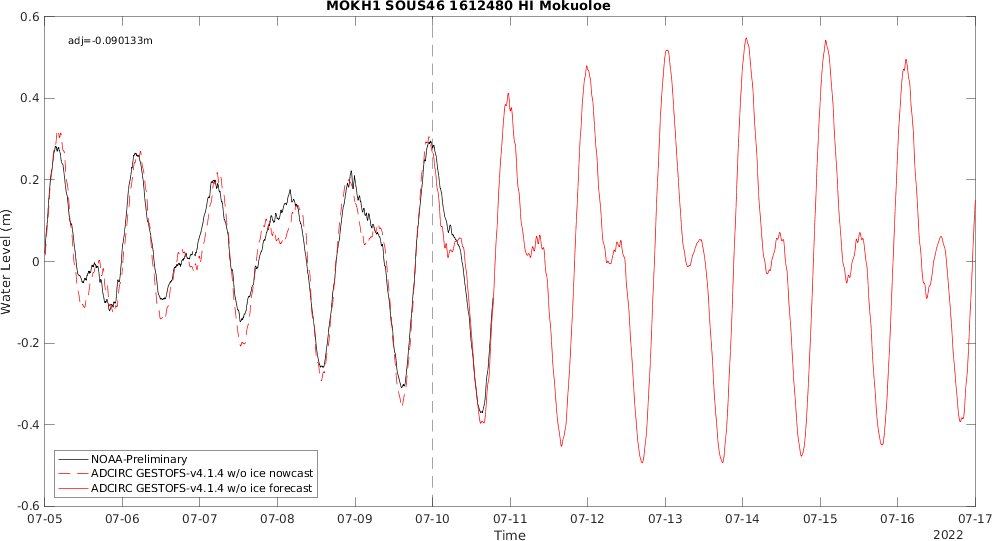 MOKH1 SOUS46 1612480 HI Mokuoloe
adj=-0.090133m
0.6
0.4
0.2
0
-0.2
-0.4
-0.6
Water Level (m)
NOAA-Preliminary
ADCIRC GESTOFS-v4.1.4 w/o ice nowcast
ADCIRC GESTOFS-v4.1.4 w/o ice forecast
07-05 07-06 07-07 07-08 07-09 07-10 07-11 07-12 07-13 07-14 07-15 07-16 07-17
Time
2022